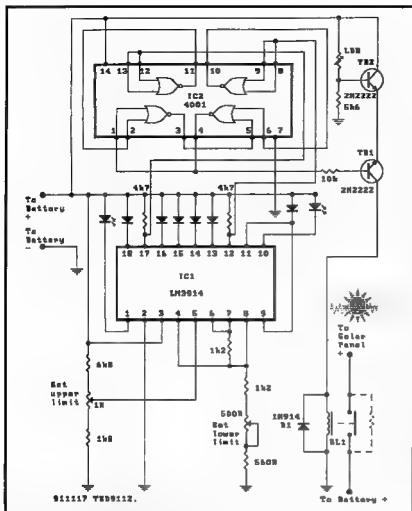 14 13 12 11 10 9 8
IC2
4001
1 2 3 4 5 6 7
LDR
TR2
2N2222
5k6
TR1
10k
2N2222
To
Battery
+
To
Battery
-
4k7
4k7
18 17 16 15 14 13 12 11 10
IC1
LM3914
1 2 3 4 5 6 7 8 9
1k2
6k8
Set
upper
limit
1K
1k8
1k2
500R
Set
lower
limit
560R
To
Solar
Panel
+
1N914
D1
RL1
To Battery +
911117 TED9112.